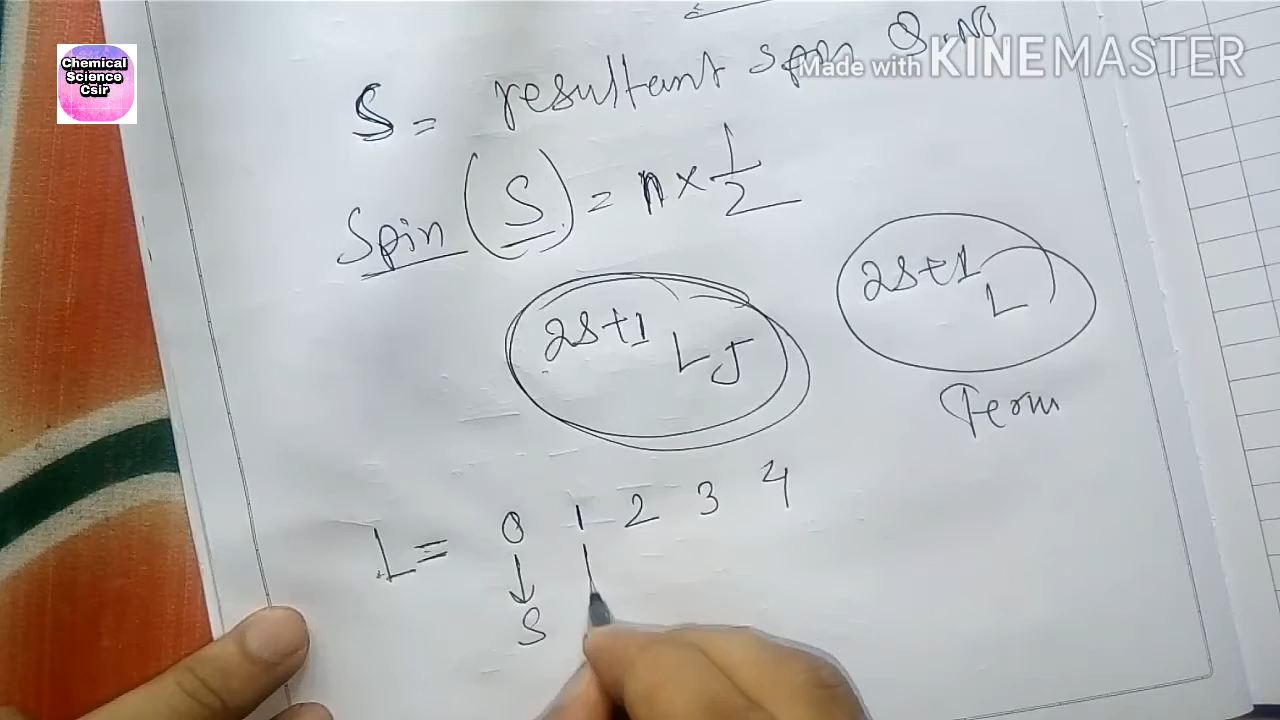 Chemical
Science
Csir
Made with KINEMASTER
S = resultant spin Q.NO
Spin (S) = n × 1/2
2S+1 L J
2S+1 L
Term
L = 0 1 2 3 4
S